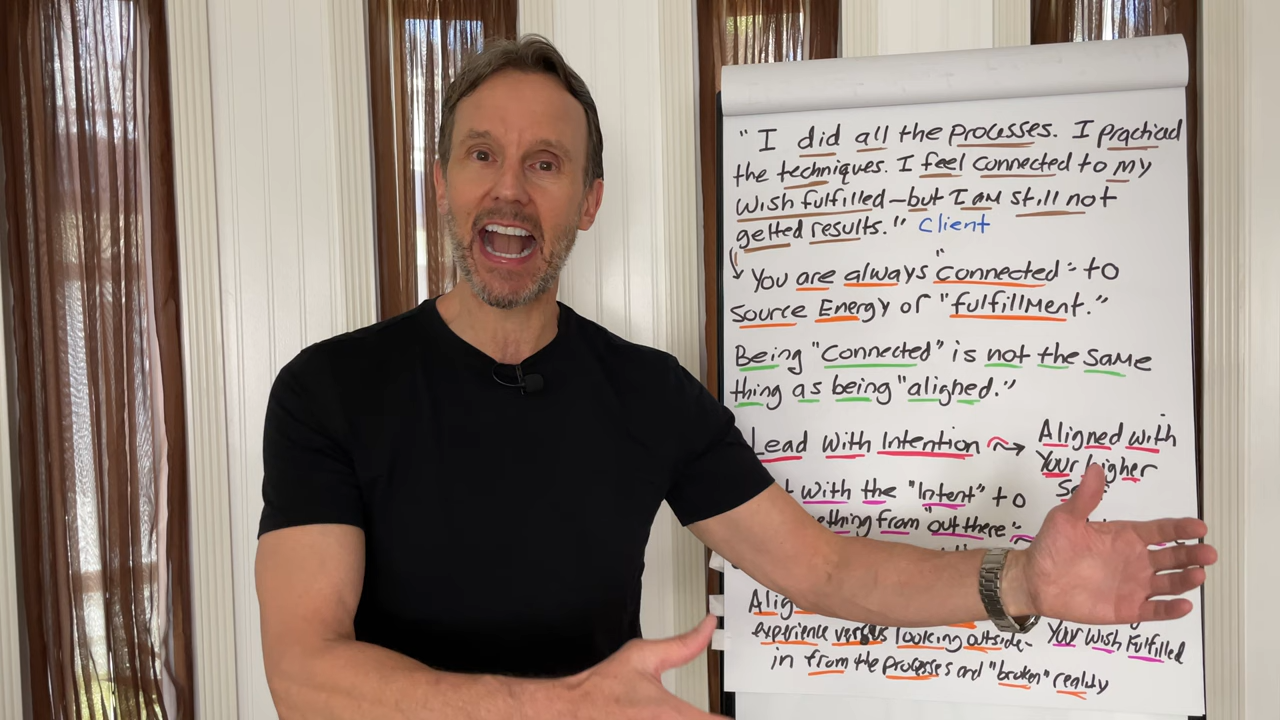 "I did all the processes. I practiced
the techniques. I feel connected to my
wish fulfilled - but I am still not
getted results." Client
You are always "connected" to
Source Energy or "fulfillment."
Being "Connected" is not the same
thing as being "aligned."
Lead with Intention → Aligned with
Your higher
with the "Intent" to
from "out there"
experience versus looking outside-
in from the processes and "broken" reality
Your Wish Fulfilled